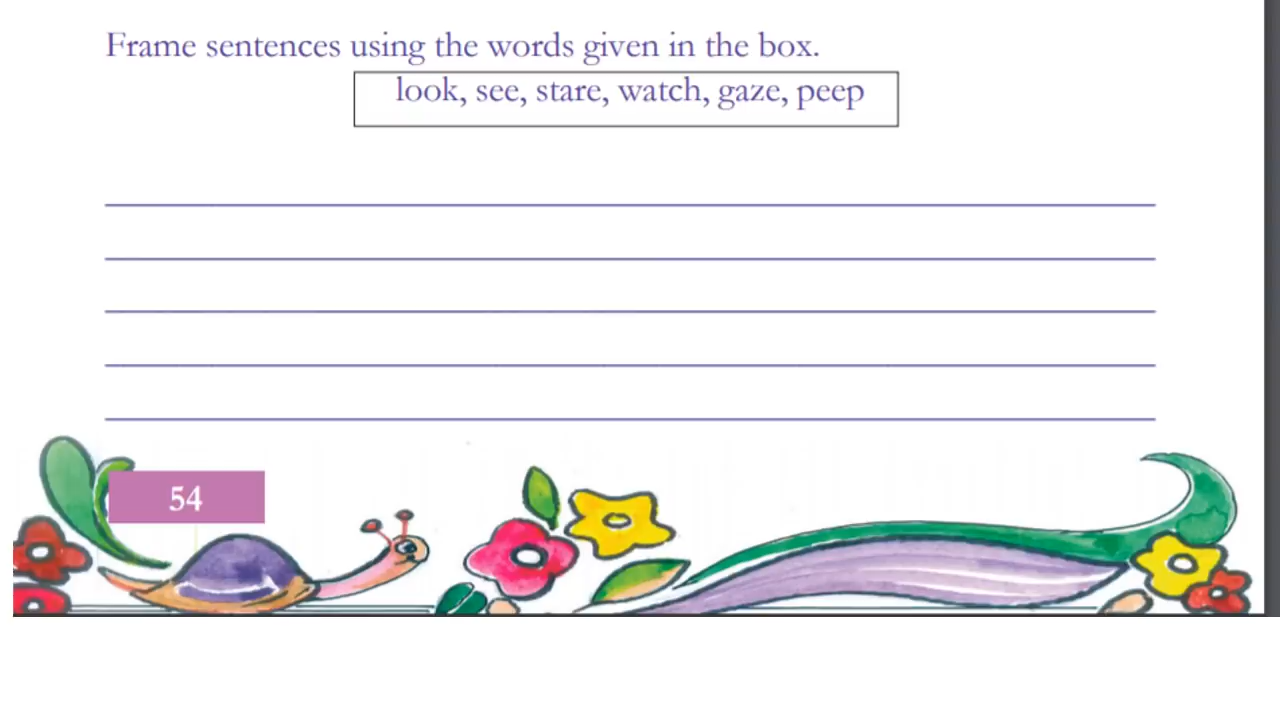 Frame sentences using the words given in the box.
look, see, stare, watch, gaze, peep
54